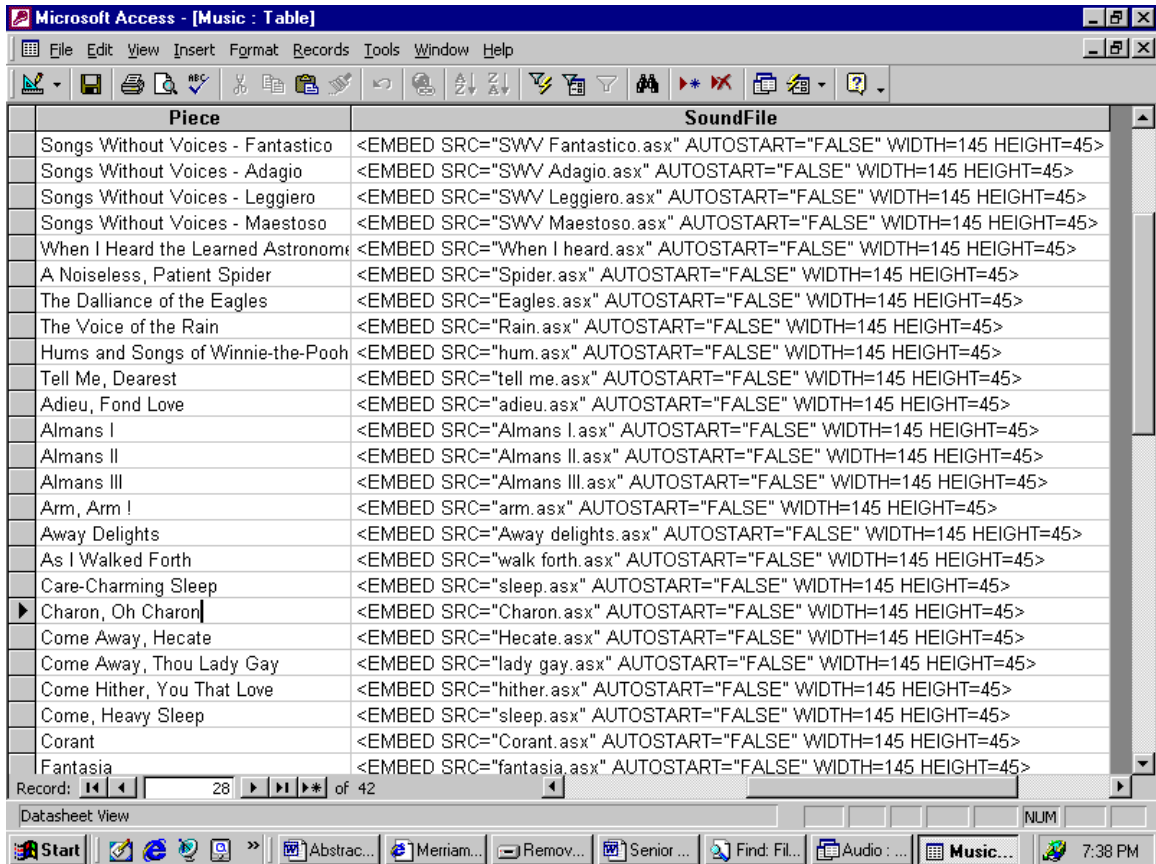 Microsoft Access - [Music : Table]
File Edit View Insert Format Records Tools Window Help
Piece SoundFile
Songs Without Voices - Fantastico <EMBED SRC="SWV Fantastico.asx" AUTOSTART="FALSE" WIDTH=145 HEIGHT=45>
Songs Without Voices - Adagio <EMBED SRC="SWV Adagio.asx" AUTOSTART="FALSE" WIDTH=145 HEIGHT=45>
Songs Without Voices - Leggiero <EMBED SRC="SWV Leggiero.asx" AUTOSTART="FALSE" WIDTH=145 HEIGHT=45>
Songs Without Voices - Maestoso <EMBED SRC="SWV Maestoso.asx" AUTOSTART="FALSE" WIDTH=145 HEIGHT=45>
When I Heard the Learned Astronome <EMBED SRC="When I heard.asx" AUTOSTART="FALSE" WIDTH=145 HEIGHT=45>
A Noiseless, Patient Spider <EMBED SRC="Spider.asx" AUTOSTART="FALSE" WIDTH=145 HEIGHT=45>
The Dalliance of the Eagles <EMBED SRC="Eagles.asx" AUTOSTART="FALSE" WIDTH=145 HEIGHT=45>
The Voice of the Rain <EMBED SRC="Rain.asx" AUTOSTART="FALSE" WIDTH=145 HEIGHT=45>
Hums and Songs of Winnie-the-Pooh <EMBED SRC="hum.asx" AUTOSTART="FALSE" WIDTH=145 HEIGHT=45>
Tell Me, Dearest <EMBED SRC="tell me.asx" AUTOSTART="FALSE" WIDTH=145 HEIGHT=45>
Adieu, Fond Love <EMBED SRC="adieu.asx" AUTOSTART="FALSE" WIDTH=145 HEIGHT=45>
Almans I <EMBED SRC="Almans I.asx" AUTOSTART="FALSE" WIDTH=145 HEIGHT=45>
Almans II <EMBED SRC="Almans II.asx" AUTOSTART="FALSE" WIDTH=145 HEIGHT=45>
Almans III <EMBED SRC="Almans III.asx" AUTOSTART="FALSE" WIDTH=145 HEIGHT=45>
Arm, Arm ! <EMBED SRC="arm.asx" AUTOSTART="FALSE" WIDTH=145 HEIGHT=45>
Away Delights <EMBED SRC="Away delights.asx" AUTOSTART="FALSE" WIDTH=145 HEIGHT=45>
As I Walked Forth <EMBED SRC="walk forth.asx" AUTOSTART="FALSE" WIDTH=145 HEIGHT=45>
Care-Charming Sleep <EMBED SRC="sleep.asx" AUTOSTART="FALSE" WIDTH=145 HEIGHT=45>
Charon, Oh Charon <EMBED SRC="Charon.asx" AUTOSTART="FALSE" WIDTH=145 HEIGHT=45>
Come Away, Hecate <EMBED SRC="Hecate.asx" AUTOSTART="FALSE" WIDTH=145 HEIGHT=45>
Come Away, Thou Lady Gay <EMBED SRC="lady gay.asx" AUTOSTART="FALSE" WIDTH=145 HEIGHT=45>
Come Hither, You That Love <EMBED SRC="hither.asx" AUTOSTART="FALSE" WIDTH=145 HEIGHT=45>
Come, Heavy Sleep <EMBED SRC="sleep.asx" AUTOSTART="FALSE" WIDTH=145 HEIGHT=45>
Corant <EMBED SRC="Corant.asx" AUTOSTART="FALSE" WIDTH=145 HEIGHT=45>
Fantasia <EMBED SRC="fantasia.asx" AUTOSTART="FALSE" WIDTH=145 HEIGHT=45>
Record: 28 of 42
Datasheet View NUM
Start » Abstrac... Merriam... Remov... Senior ... Find: Fil... Audio : ... Music... 7:38 PM